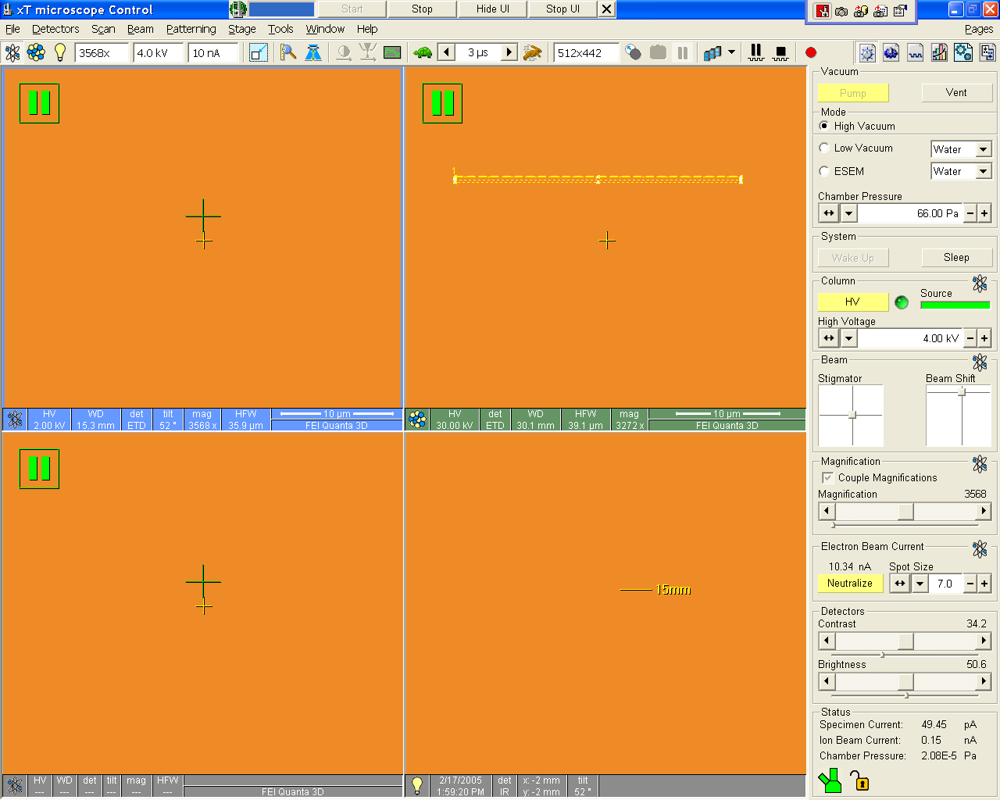 xT microscope Control
Start
Stop
Hide UI
Stop UI
File Detectors Scan Beam Patterning Stage Tools Window Help
Pages
3568x
4.0 kV
10 nA
3 µs
512x442
1
HV WD det tilt mag HFW 10 µm
2.00 kV 15.3 mm ETD 52 ° 3568 x 35.9 µm FEI Quanta 3D
HV det WD HFW mag 10 µm
30.00 kV ETD 30.1 mm 39.1 µm 3272 x FEI Quanta 3D
15mm
HV WD det tilt mag HFW
--- --- --- --- --- --- FEI Quanta 3D
2/17/2005 det x: -2 mm tilt
1:59:20 PM IR y: -2 mm 52 °
Vacuum
Pump Vent
Mode
High Vacuum
Low Vacuum Water
ESEM Water
Chamber Pressure
66.00 Pa
System
Wake Up Sleep
Column
HV Source
High Voltage
4.00 kV
Beam
Stigmator Beam Shift
Magnification
Couple Magnifications
Magnification 3568
Electron Beam Current
10.34 nA Spot Size
Neutralize 7.0
Detectors
Contrast 34.2
Brightness 50.6
Status
Specimen Current: 49.45 pA
Ion Beam Current: 0.15 nA
Chamber Pressure: 2.08E-5 Pa